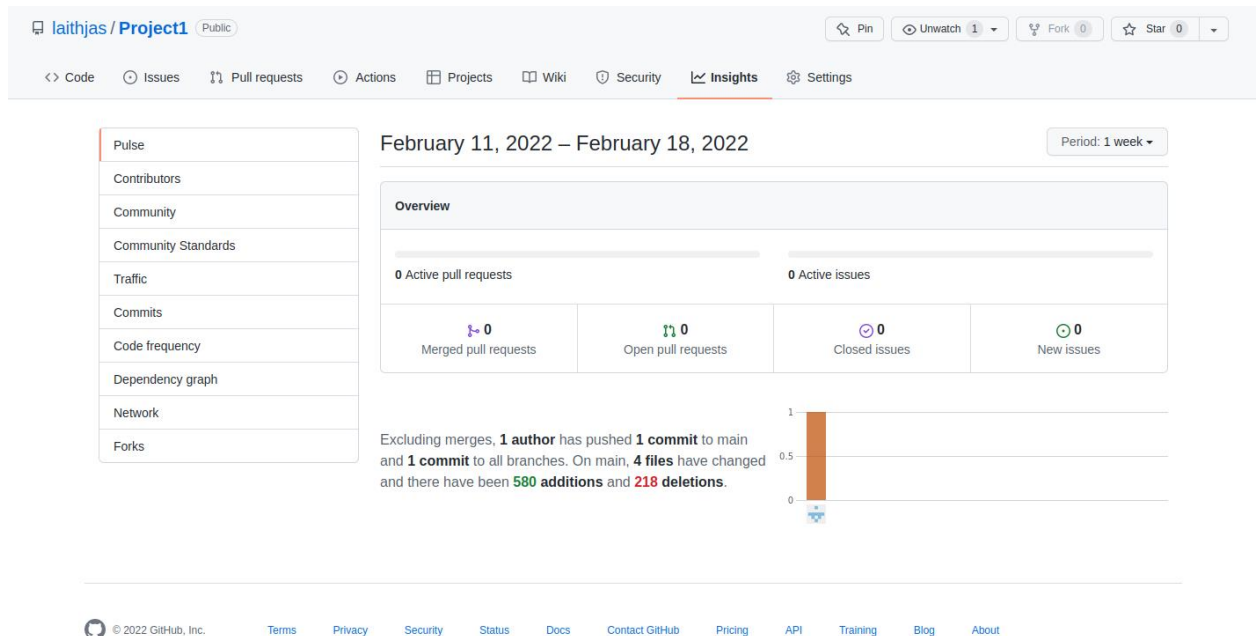 laithjas / Project1 Public
Pin Unwatch 1 Fork 0 Star 0
Code Issues Pull requests Actions Projects Wiki Security Insights Settings
Pulse
Contributors
Community
Community Standards
Traffic
Commits
Code frequency
Dependency graph
Network
Forks
February 11, 2022 – February 18, 2022
Period: 1 week
Overview
0 Active pull requests
0 Active issues
0
Merged pull requests
0
Open pull requests
0
Closed issues
0
New issues
Excluding merges, 1 author has pushed 1 commit to main
and 1 commit to all branches. On main, 4 files have changed
and there have been 580 additions and 218 deletions.
1
0.5
0
© 2022 GitHub, Inc. Terms Privacy Security Status Docs Contact GitHub Pricing API Training Blog About